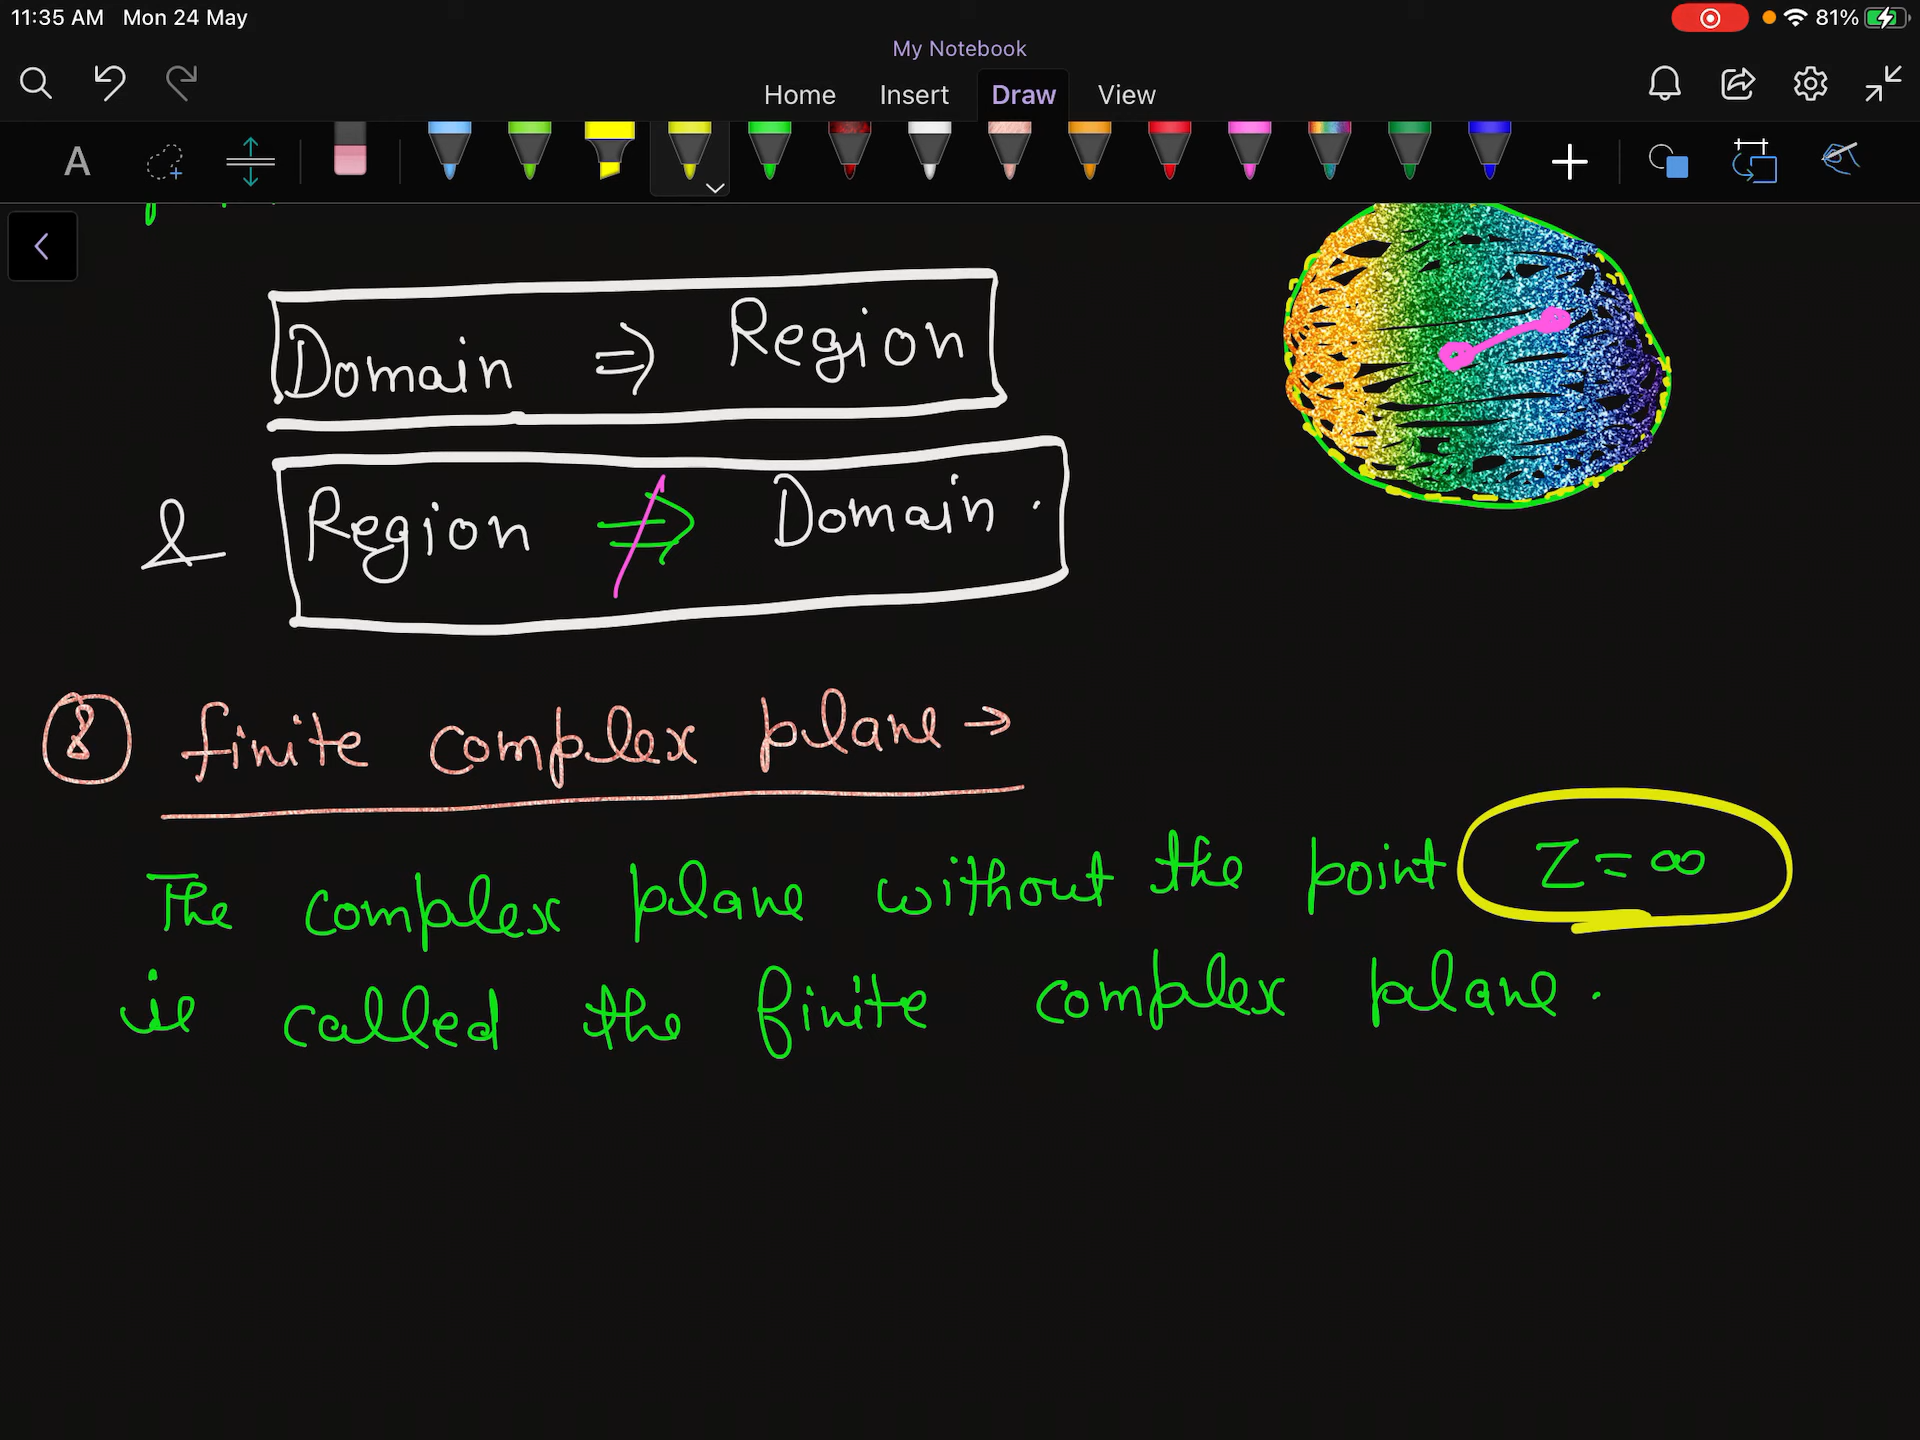 11:35 AM Mon 24 May
81%
My Notebook
Home Insert Draw View
A
Domain ⇒ Region
& Region ⇏ Domain.
⑧ finite complex plane →
The complex plane without the point Z = ∞
is called the finite complex plane.